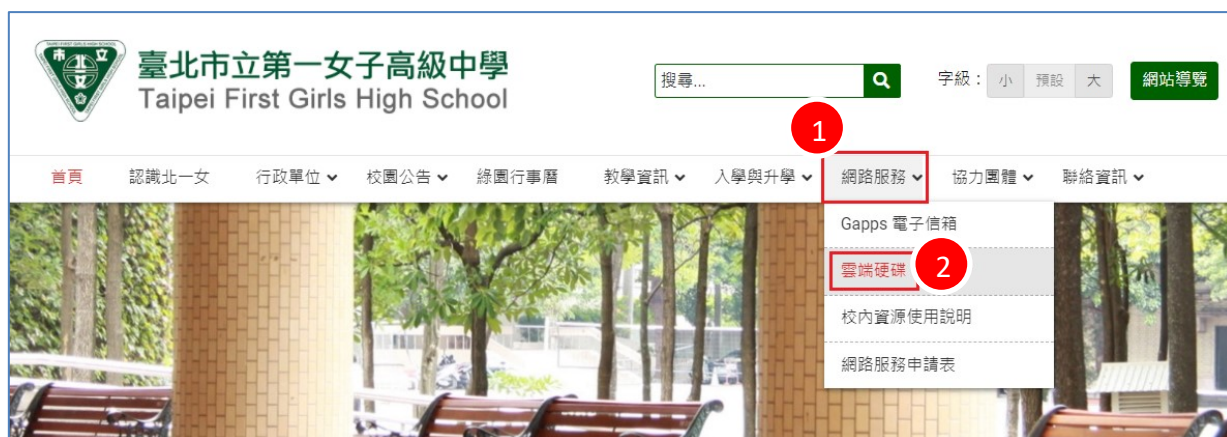 市 北 立
一
女
臺北市立第一女子高級中學
Taipei First Girls High School
搜尋...
字級： 小 預設 大
網站導覽
1
首頁 認識北一女 行政單位 校園公告 綠園行事曆 教學資訊 入學與升學 網路服務 協力團體 聯絡資訊
Gapps 電子信箱
雲端硬碟 2
校內資源使用說明
網路服務申請表